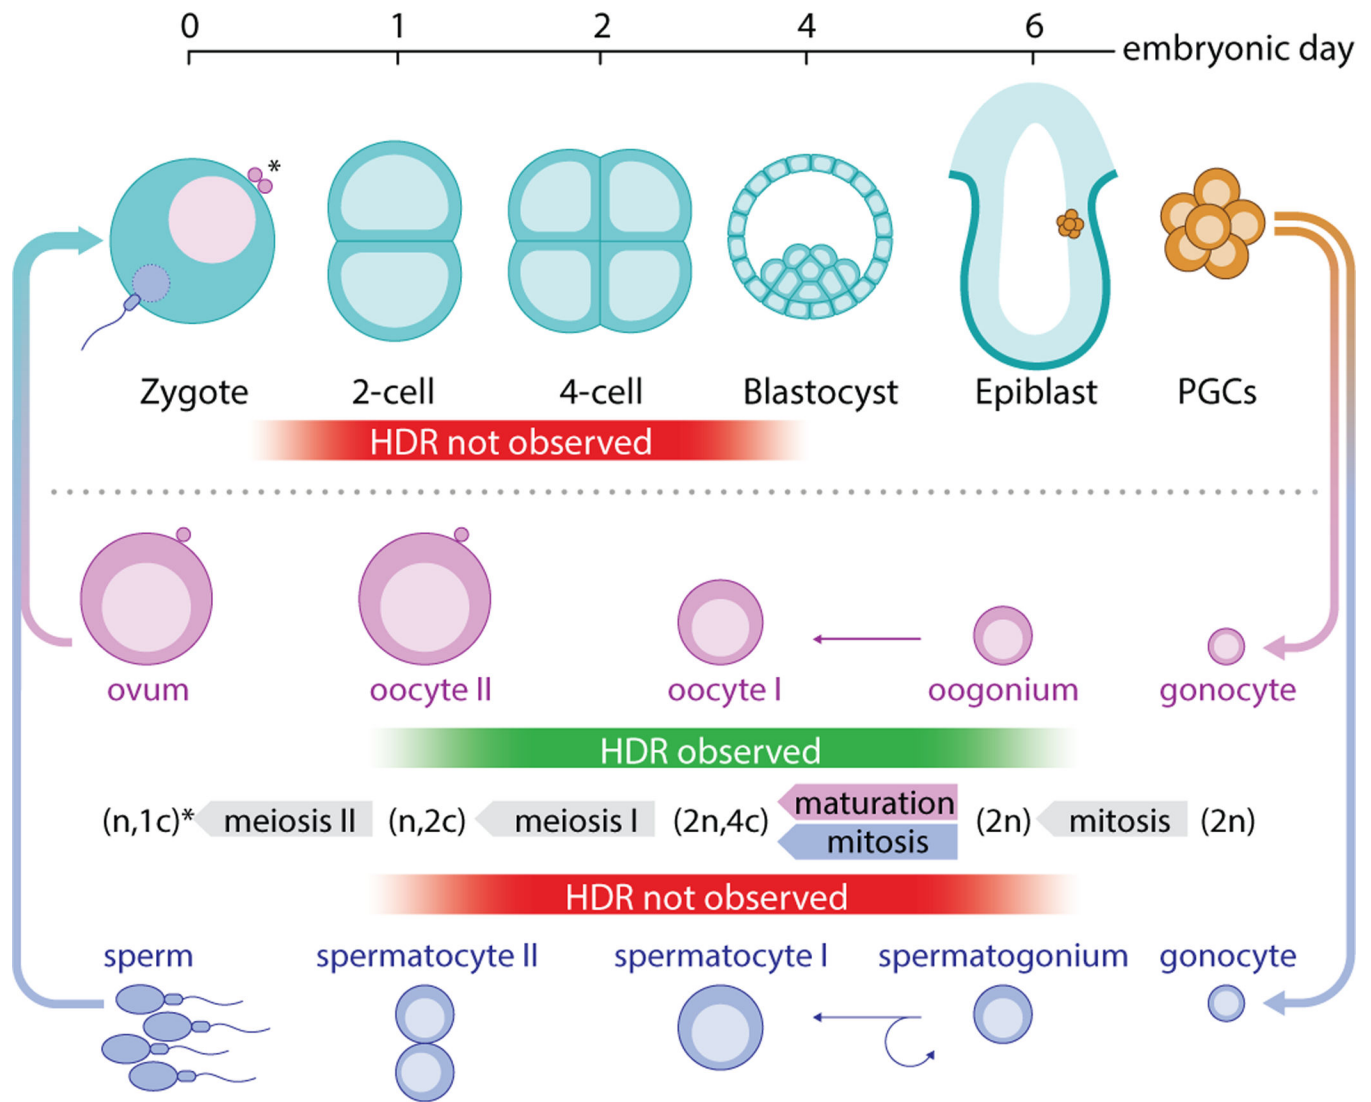 0 1 2 4 6 embryonic day
*
Zygote 2-cell 4-cell Blastocyst Epiblast PGCs
HDR not observed
ovum oocyte II oocyte I oogonium gonocyte
HDR observed
(n,1c)* meiosis II (n,2c) meiosis I (2n,4c) maturation (2n) mitosis (2n)
mitosis
HDR not observed
sperm spermatocyte II spermatocyte I spermatogonium gonocyte